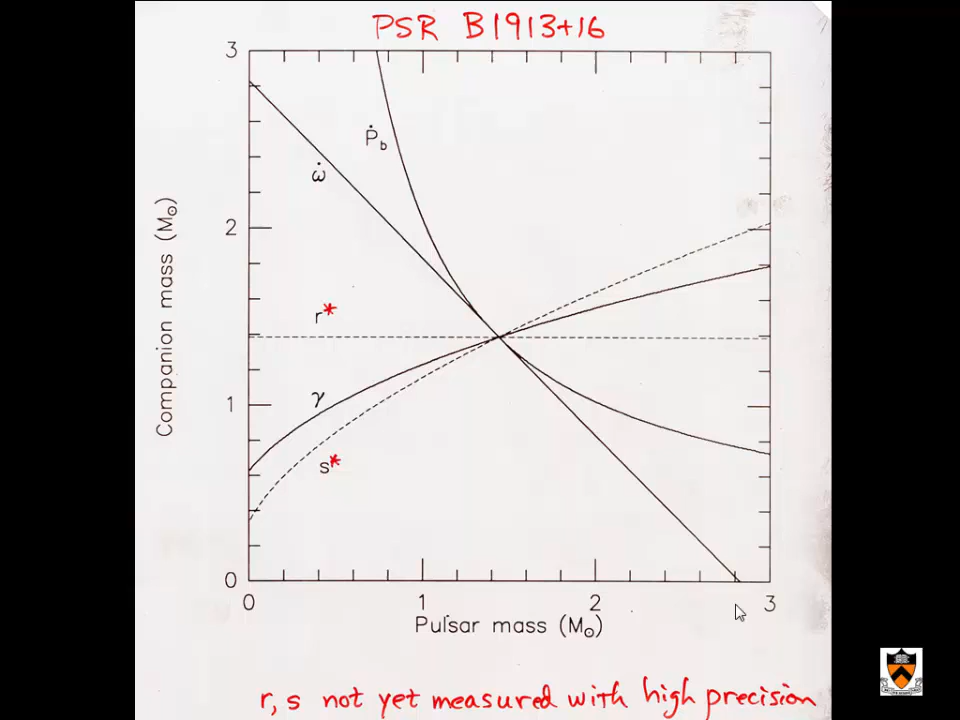 PSR B1913+16
3
Ṗb
ω̇
2
r*
1
γ
s*
0
0 1 2 3
Companion mass (M⊙)
Pulsar mass (M⊙)
r, s not yet measured with high precision